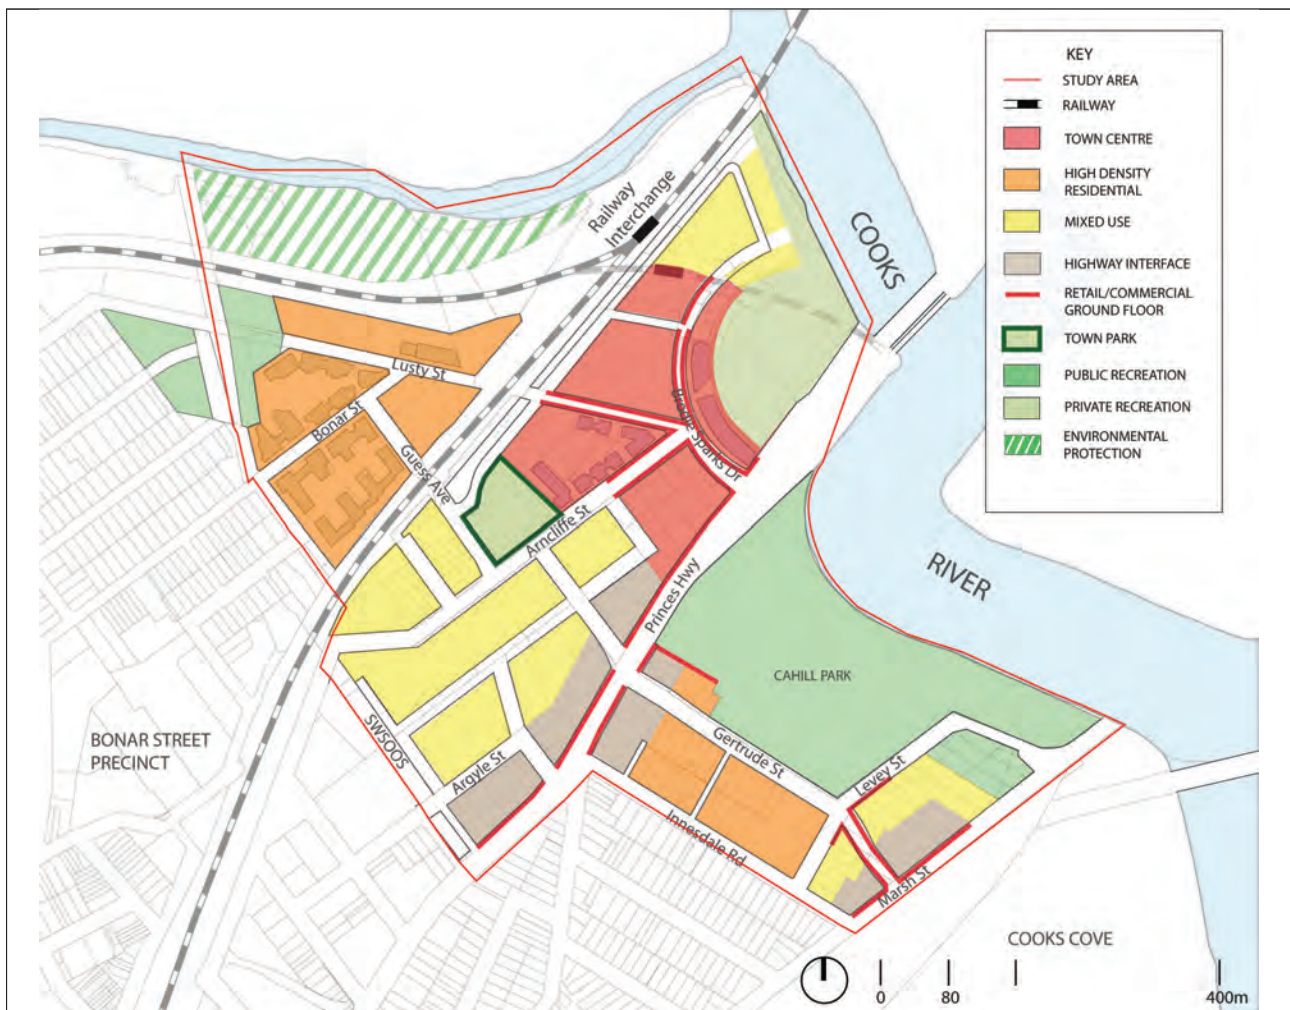 KEY
STUDY AREA
RAILWAY
TOWN CENTRE
HIGH DENSITY
RESIDENTIAL
MIXED USE
HIGHWAY INTERFACE
RETAIL/COMMERCIAL
GROUND FLOOR
TOWN PARK
PUBLIC RECREATION
PRIVATE RECREATION
ENVIRONMENTAL
PROTECTION
Railway
Interchange
COOKS
RIVER
Lusty St
Bonar St
Guess Ave
Brodie Sparks Dr
Arncliffe St
Princes Hwy
CAHILL PARK
SWSOOS
Argyle St
Gertrude St
Levey St
Innesdale Rd
Marsh St
BONAR STREET
PRECINCT
COOKS COVE
0 80 400m